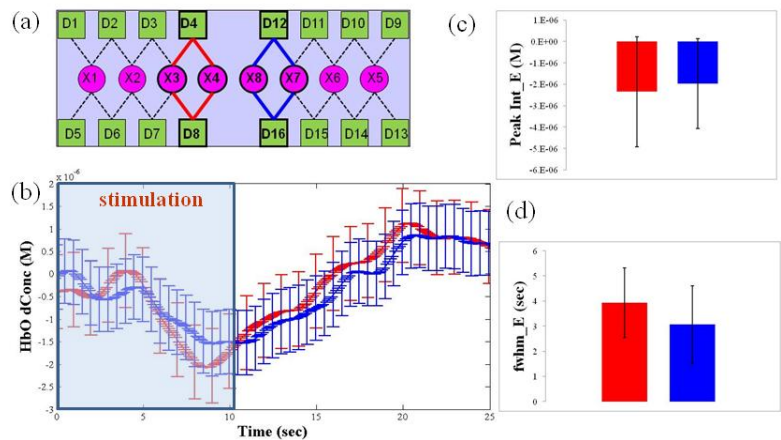 (a)
D1 D2 D3 D4 D12 D11 D10 D9
X1 X2 X3 X4 X8 X7 X6 X5
D5 D6 D7 D8 D16 D15 D14 D13
(b)
×10⁻⁶
stimulation
HbO dConc (M)
2
1.5
1
0.5
0
-0.5
-1
-1.5
-2
-2.5
-3
0 5 10 15 20 25
Time (sec)
(c)
Peak Int_E (M)
1.E-06
0.E+00
-1.E-06
-2.E-06
-3.E-06
-4.E-06
-5.E-06
-6.E-06
(d)
fwhm_E (sec)
6
5
4
3
2
1
0